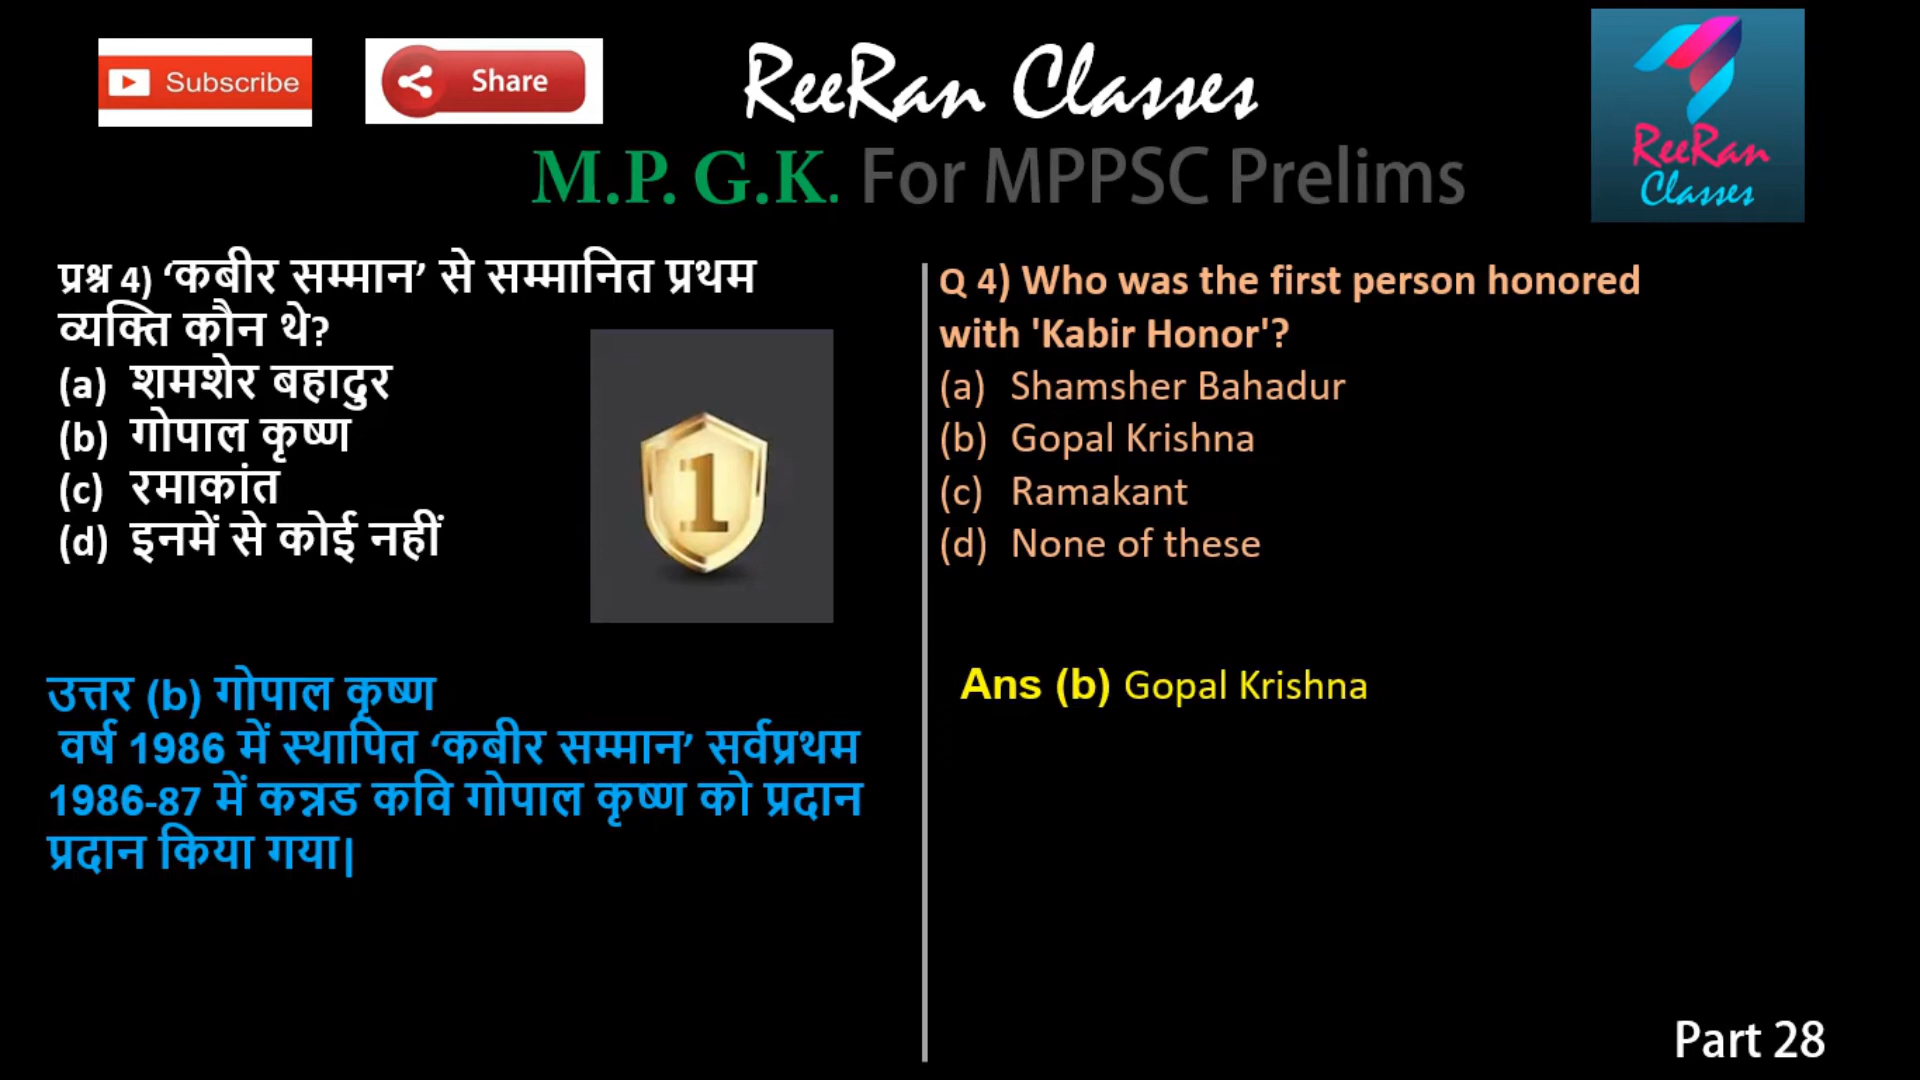 Subscribe
Share
ReeRan Classes
M.P. G.K. For MPPSC Prelims
ReeRan
Classes
प्रश्न 4) ‘कबीर सम्मान’ से सम्मानित प्रथम
व्यक्ति कौन थे?
(a) शमशेर बहादुर
(b) गोपाल कृष्ण
(c) रमाकांत
(d) इनमें से कोई नहीं
1
उत्तर (b) गोपाल कृष्ण
वर्ष 1986 में स्थापित ‘कबीर सम्मान’ सर्वप्रथम
1986-87 में कन्नड कवि गोपाल कृष्ण को प्रदान
प्रदान किया गया|
Q 4) Who was the first person honored
with 'Kabir Honor'?
(a) Shamsher Bahadur
(b) Gopal Krishna
(c) Ramakant
(d) None of these
Ans (b) Gopal Krishna
Part 28